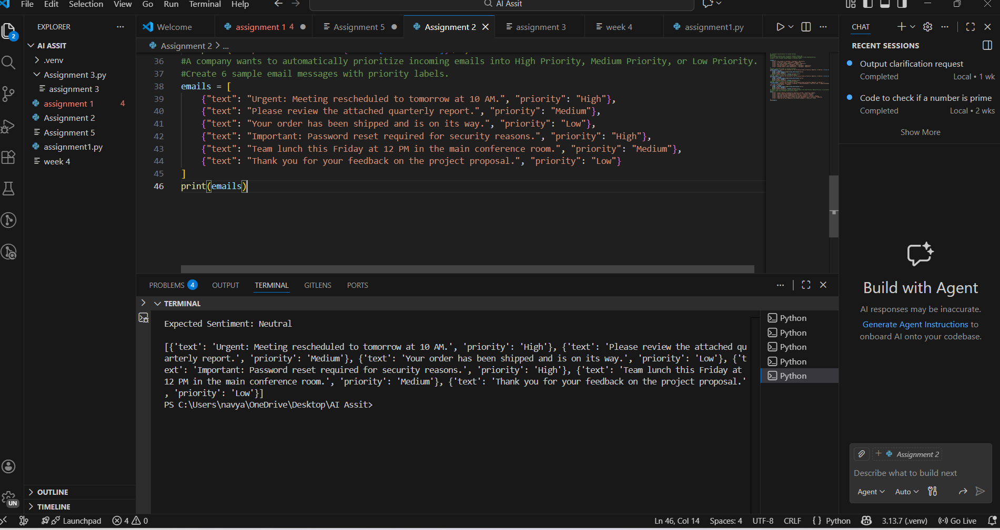 File Edit Selection View Go Run Terminal Help
AI Assit
EXPLORER
AI ASSIT
.venv
Assignment 3.py
assignment 3
assignment 1 4
Assignment 2
Assignment 5
assignment1.py
week 4
OUTLINE
TIMELINE
2
UN
Welcome
assignment 1 4
Assignment 5
Assignment 2
assignment 3
week 4
assignment1.py
Assignment 2 > ...
36 #A company wants to automatically prioritize incoming emails into High Priority, Medium Priority, or Low Priority.
37 #Create 6 sample email messages with priority labels.
38 emails = [
39 {"text": "Urgent: Meeting rescheduled to tomorrow at 10 AM.", "priority": "High"},
40 {"text": "Please review the attached quarterly report.", "priority": "Medium"},
41 {"text": "Your order has been shipped and is on its way.", "priority": "Low"},
42 {"text": "Important: Password reset required for security reasons.", "priority": "High"},
43 {"text": "Team lunch this Friday at 12 PM in the main conference room.", "priority": "Medium"},
44 {"text": "Thank you for your feedback on the project proposal.", "priority": "Low"}
45 ]
46 print(emails)
PROBLEMS 4 OUTPUT TERMINAL GITLENS PORTS
TERMINAL
Expected Sentiment: Neutral
[{'text': 'Urgent: Meeting rescheduled to tomorrow at 10 AM.', 'priority': 'High'}, {'text': 'Please review the attached qu
arterly report.', 'priority': 'Medium'}, {'text': 'Your order has been shipped and is on its way.', 'priority': 'Low'}, {'t
ext': 'Important: Password reset required for security reasons.', 'priority': 'High'}, {'text': 'Team lunch this Friday at
12 PM in the main conference room.', 'priority': 'Medium'}, {'text': 'Thank you for your feedback on the project proposal.'
, 'priority': 'Low'}]
PS C:\Users\navya\OneDrive\Desktop\AI Assit>
Python
Python
Python
Python
Python
CHAT
RECENT SESSIONS
Output clarification request
Completed Local • 1 wk
Code to check if a number is prime
Completed Local • 2 wks
Show More
Build with Agent
AI responses may be inaccurate.
Generate Agent Instructions to
onboard AI onto your codebase.
Assignment 2
Describe what to build next
Agent Auto
Launchpad 4 0
Ln 46, Col 14 Spaces: 4 UTF-8 CRLF {} Python 3.13.7 (.venv) Go Live